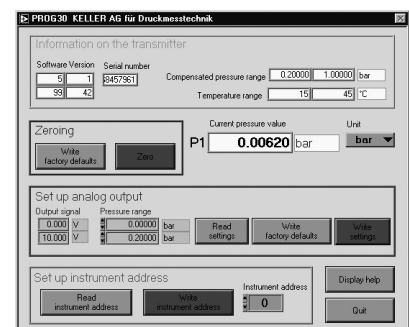 PROG30 KELLER AG für Druckmesstechnik
Information on the transmitter
Software Version Serial number
5 1 8457961 Compensated pressure range 0.20000 1.00000 bar
99 42 Temperature range 15 45 °C
Zeroing
Write factory defaults
Zero
Current pressure value Unit
P1 0.00620 bar bar
Set up analog output
Output signal Pressure range
0.000 V 0.00000 bar
10.000 V 0.20000 bar
Read settings
Write factory defaults
Write settings
Set up instrument address
Read instrument address
Write instrument address
Instrument address
0
Display help
Quit